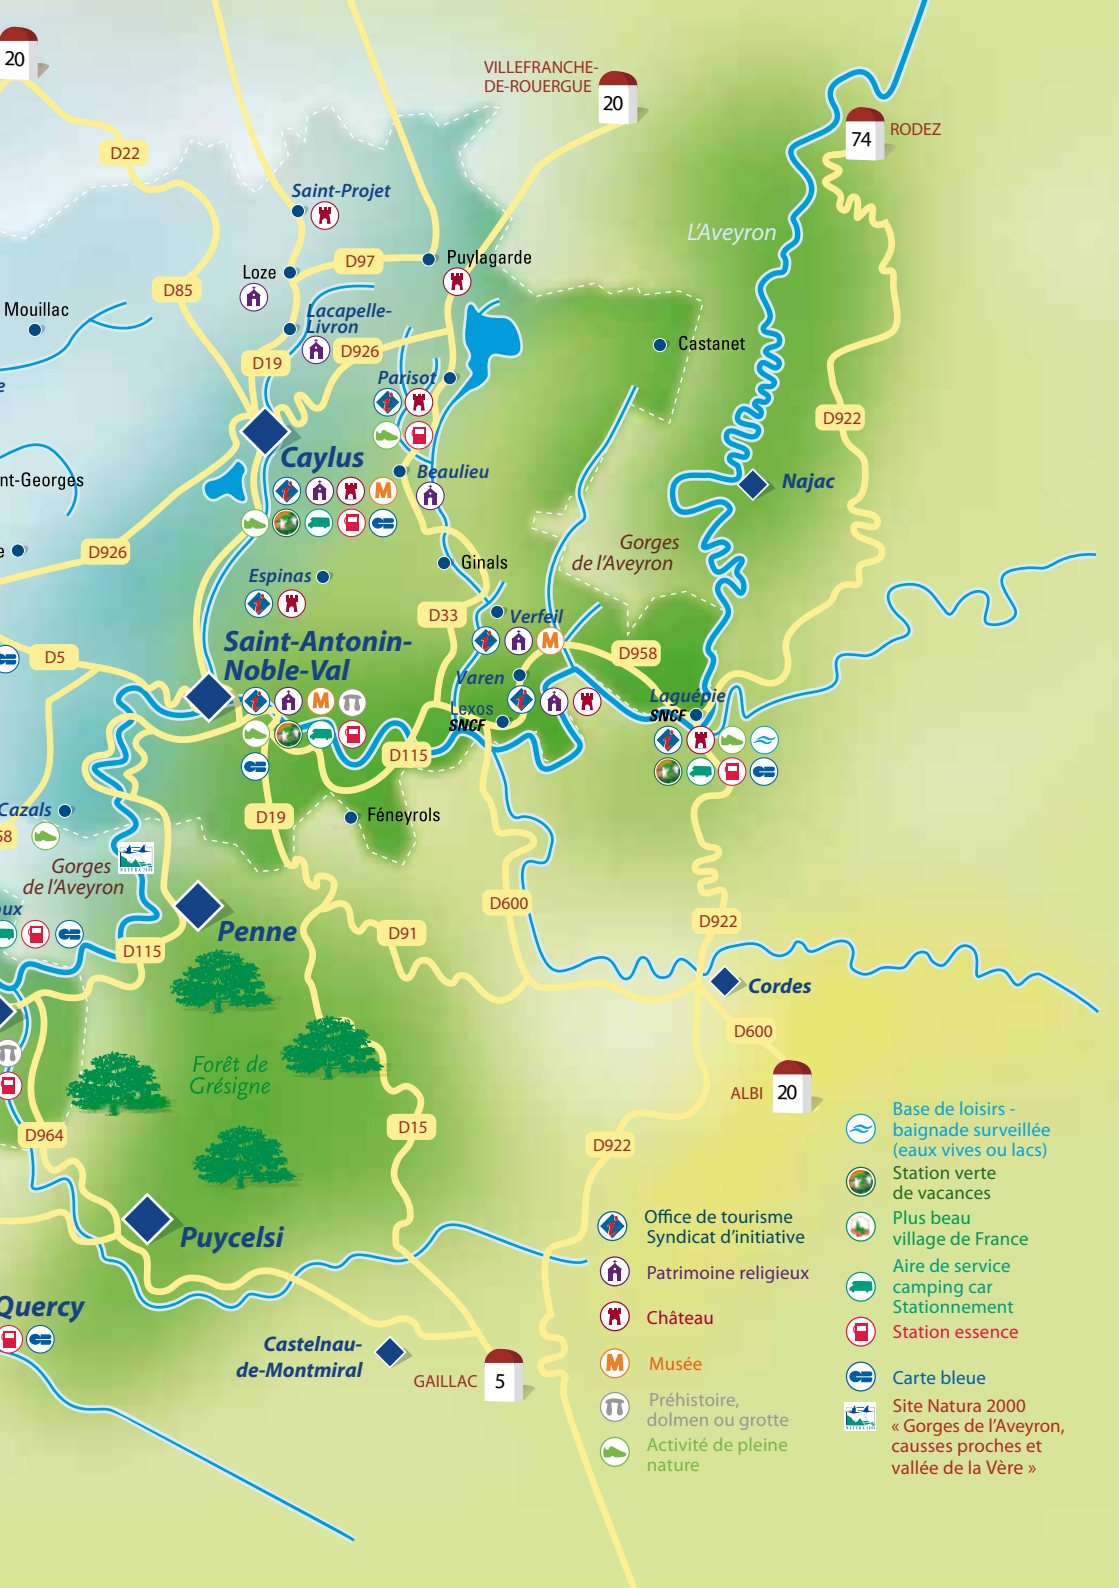 20
VILLEFRANCHE-
DE-ROUERGUE
20
74
RODEZ
D22
Saint-Projet
L'Aveyron
Loze
D97
Puylagarde
D85
Mouillac
Lacapelle-
Livron
D926
D19
Castanet
Parisot
e
D922
Caylus
Beaulieu
nt-Georges
Najac
M
e
D926
Gorges
de l'Aveyron
Ginals
Espinas
D33
Verfeil
M
Saint-Antonin-
Noble-Val
D5
D958
Varen
M
Laguépie
SNCF
Lexos
SNCF
D115
Cazals
D19
Féneyrols
58
Gorges
de l'Aveyron
NATURA 2000
oux
Penne
D600
D922
D91
D115
Cordes
D600
Forêt de
Grésigne
ALBI
20
D964
D15
D922
Puycelsi
Quercy
Castelnau-
de-Montmiral
GAILLAC
5
Office de tourisme
Syndicat d'initiative
Patrimoine religieux
Château
M
Musée
Préhistoire,
dolmen ou grotte
Activité de pleine
nature
Base de loisirs -
baignade surveillée
(eaux vives ou lacs)
Station verte
de vacances
Plus beau
village de France
Aire de service
camping car
Stationnement
Station essence
Carte bleue
NATURA 2000
Site Natura 2000
« Gorges de l'Aveyron,
causses proches et
vallée de la Vère »